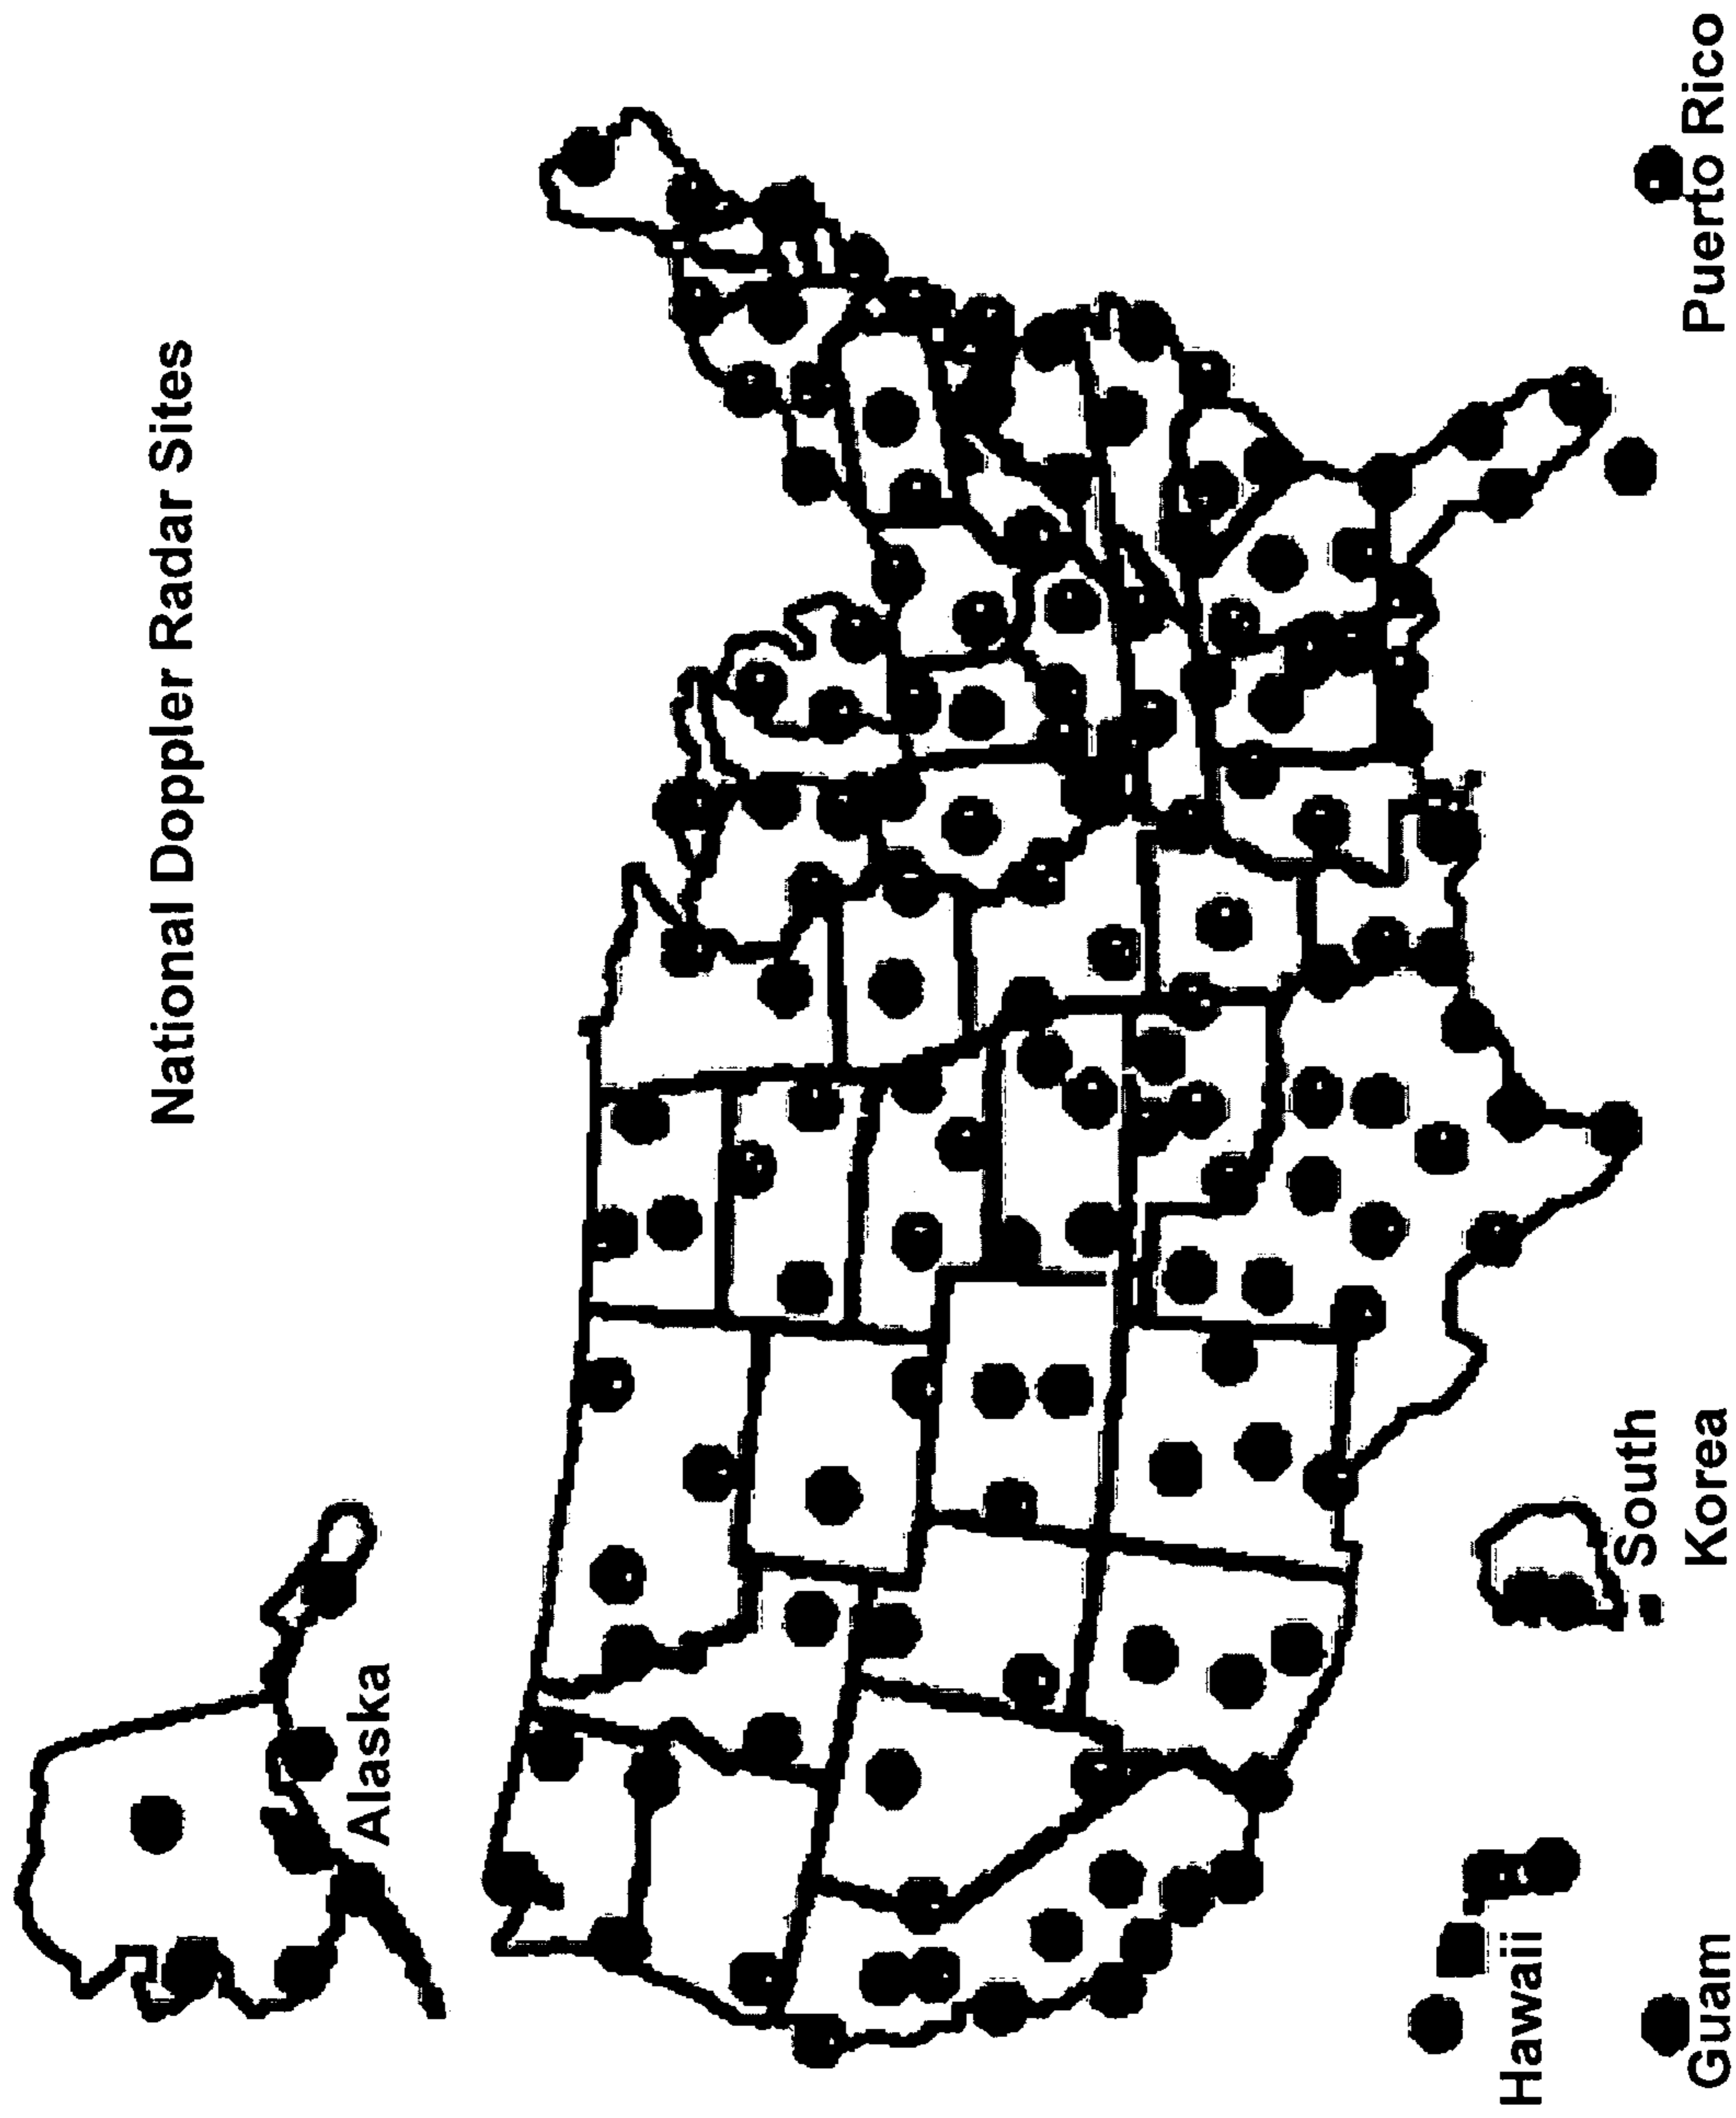 National Doppler Radar Sites
Alaska
Hawaii
Guam
South
Korea
Puerto Rico